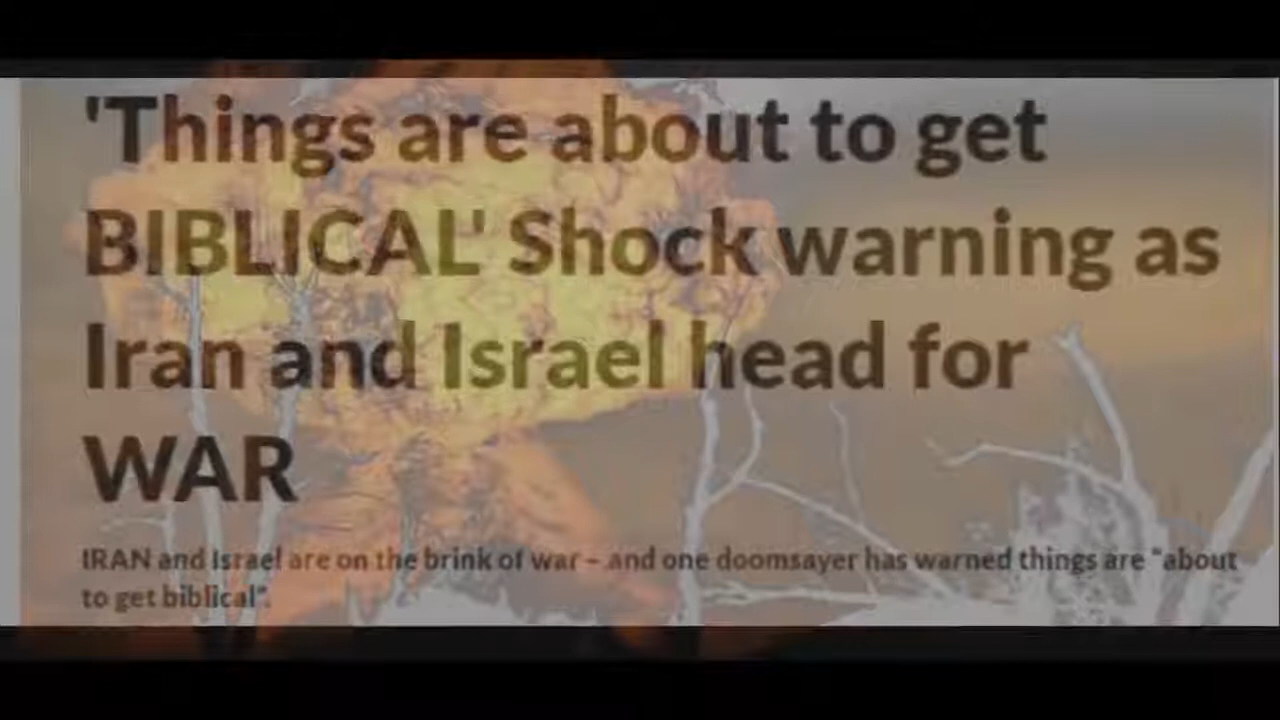 'Things are about to get
BIBLICAL' Shock warning as
Iran and Israel head for
WAR
IRAN and Israel are on the brink of war – and one doomsayer has warned things are "about
to get biblical".